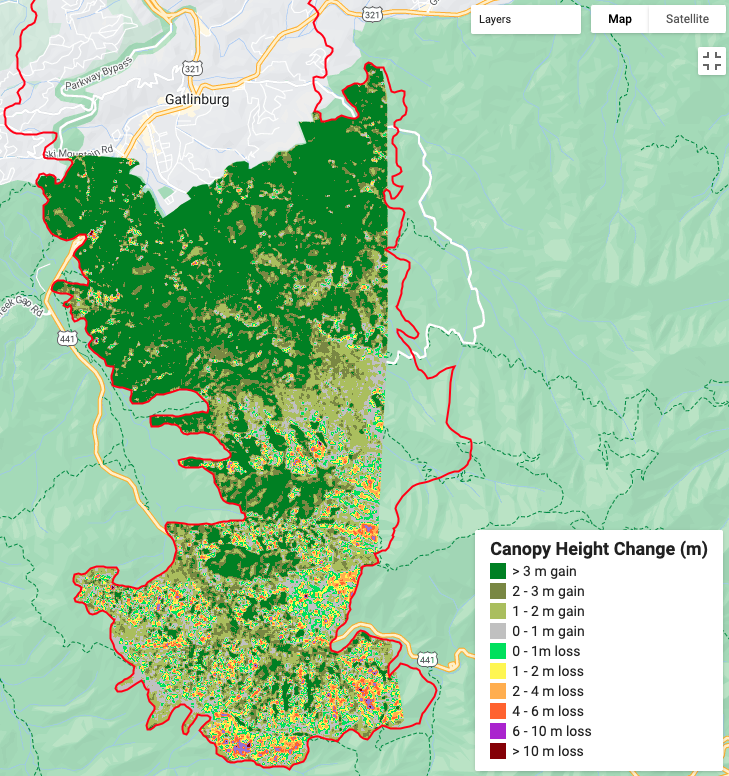 321
G
Layers
Map
Satellite
Parkway Bypass
321
Gatlinburg
Ski Mountain Rd
reek Gap Rd
441
441
Canopy Height Change (m)
> 3 m gain
2 - 3 m gain
1 - 2 m gain
0 - 1 m gain
0 - 1m loss
1 - 2 m loss
2 - 4 m loss
4 - 6 m loss
6 - 10 m loss
> 10 m loss